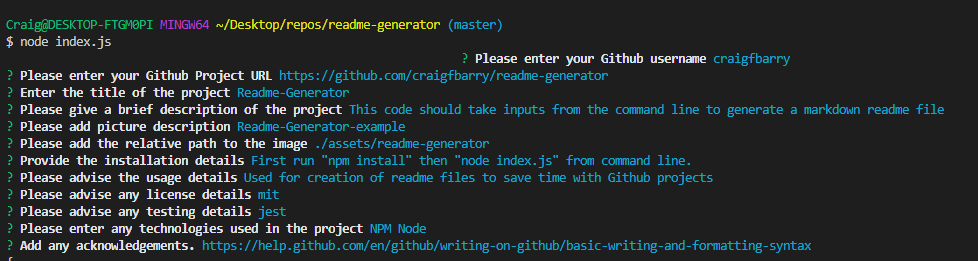 Craig@DESKTOP-FTGM0PI MINGW64 ~/Desktop/repos/readme-generator (master)
$ node index.js
? Please enter your Github username craigfbarry
? Please enter your Github Project URL https://github.com/craigfbarry/readme-generator
? Enter the title of the project Readme-Generator
? Please give a brief description of the project This code should take inputs from the command line to generate a markdown readme file
? Please add picture description Readme-Generator-example
? Please add the relative path to the image ./assets/readme-generator
? Provide the installation details First run "npm install" then "node index.js" from command line.
? Please advise the usage details Used for creation of readme files to save time with Github projects
? Please advise any license details mit
? Please advise any testing details jest
? Please enter any technologies used in the project NPM Node
? Add any acknowledgements. https://help.github.com/en/github/writing-on-github/basic-writing-and-formatting-syntax